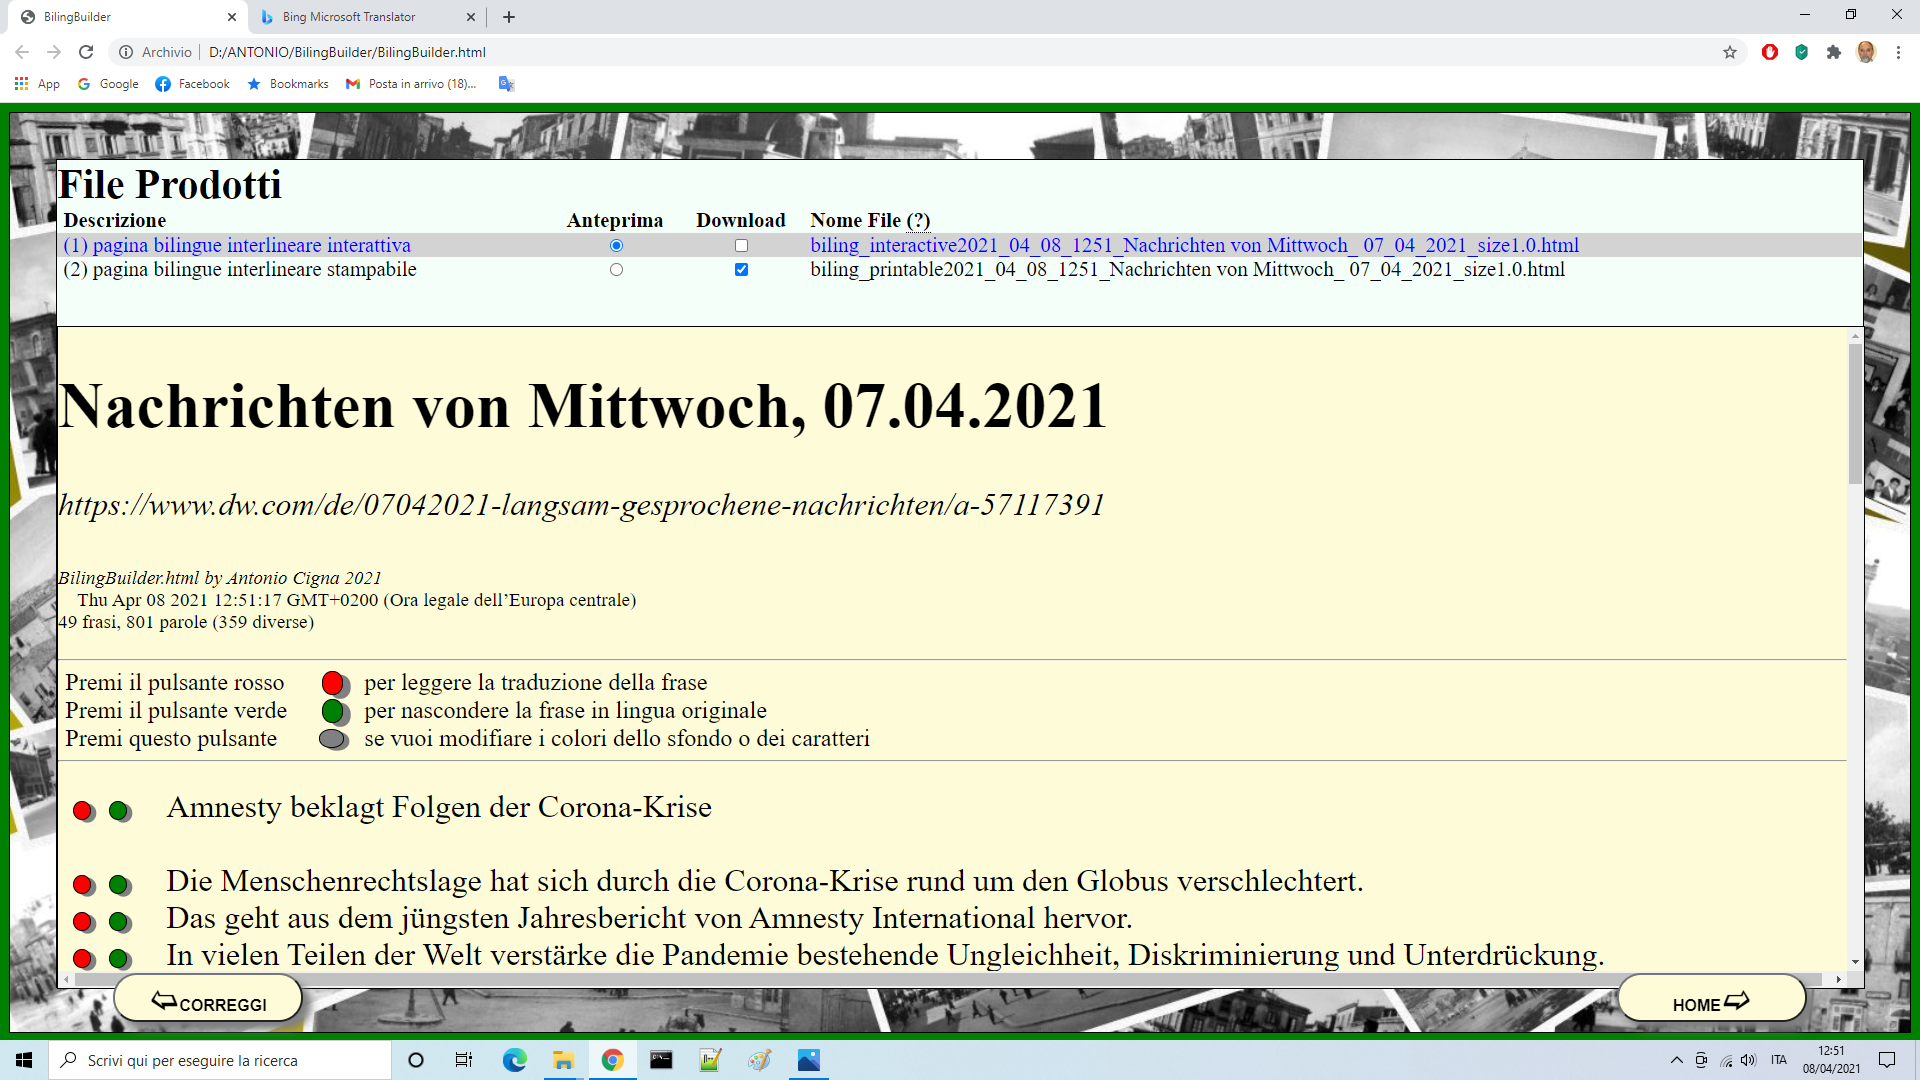 BilingBuilder
Bing Microsoft Translator
Archivio
D:/ANTONIO/BilingBuilder/BilingBuilder.html
App
Google
Facebook
Bookmarks
Posta in arrivo (18)...
File Prodotti
Descrizione Anteprima Download Nome File (?)
(1) pagina bilingue interlineare interattiva biling_interactive2021_04_08_1251_Nachrichten von Mittwoch_ 07_04_2021_size1.0.html
(2) pagina bilingue interlineare stampabile biling_printable2021_04_08_1251_Nachrichten von Mittwoch_ 07_04_2021_size1.0.html
Nachrichten von Mittwoch, 07.04.2021
https://www.dw.com/de/07042021-langsam-gesprochene-nachrichten/a-57117391
BilingBuilder.html by Antonio Cigna 2021
Thu Apr 08 2021 12:51:17 GMT+0200 (Ora legale dell’Europa centrale)
49 frasi, 801 parole (359 diverse)
Premi il pulsante rosso per leggere la traduzione della frase
Premi il pulsante verde per nascondere la frase in lingua originale
Premi questo pulsante se vuoi modifiare i colori dello sfondo o dei caratteri
Amnesty beklagt Folgen der Corona-Krise
Die Menschenrechtslage hat sich durch die Corona-Krise rund um den Globus verschlechtert.
Das geht aus dem jüngsten Jahresbericht von Amnesty International hervor.
In vielen Teilen der Welt verstärke die Pandemie bestehende Ungleichheit, Diskriminierung und Unterdrückung.
CORREGGI
HOME
Scrivi qui per eseguire la ricerca
ITA
12:51
08/04/2021